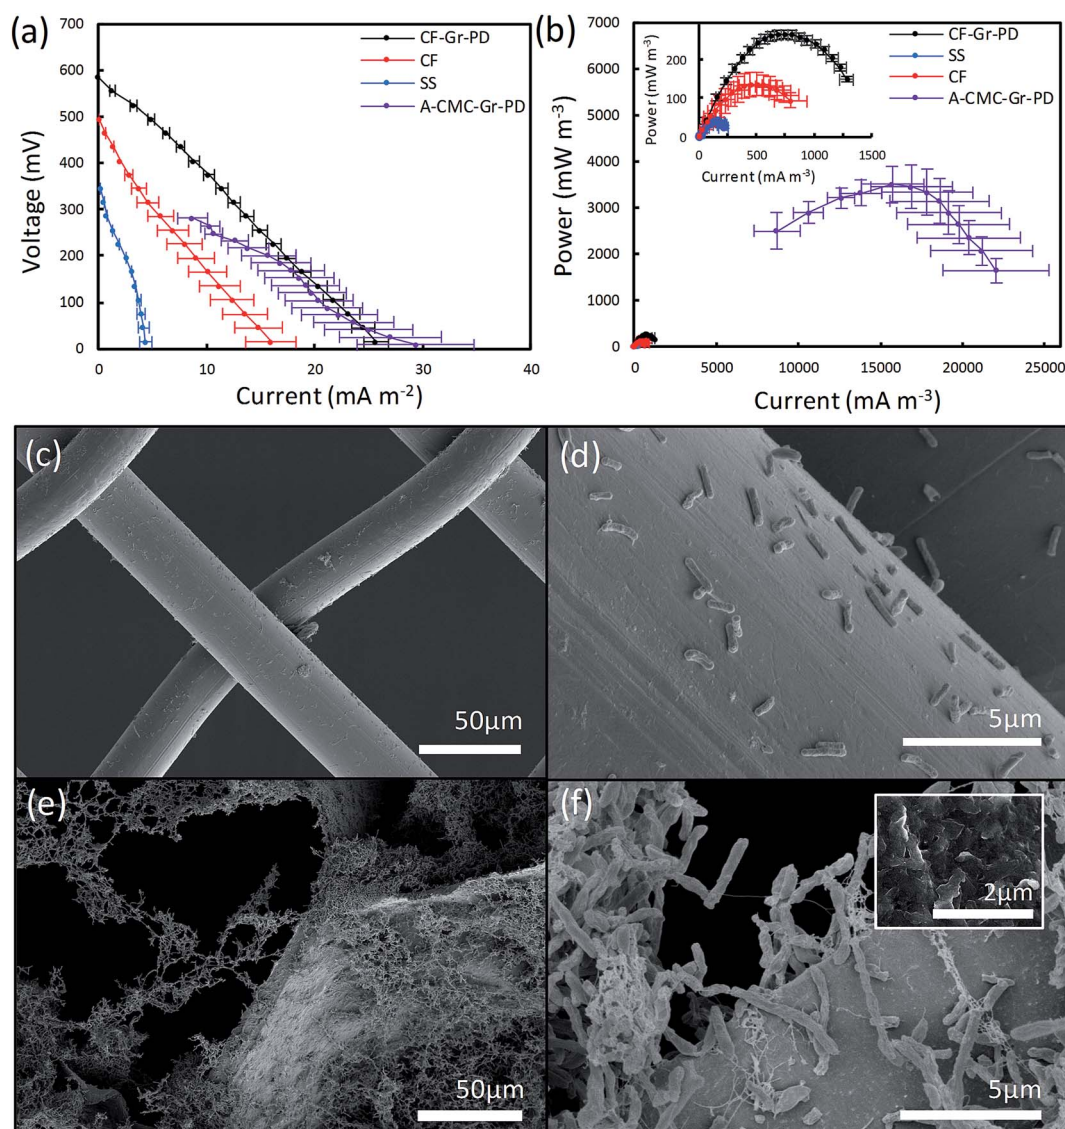 (a)
700
600
500
400
300
200
100
0
Voltage (mV)
CF-Gr-PD
CF
SS
A-CMC-Gr-PD
0
10
20
30
40
Current (mA m-2)
(b)
7000
6000
5000
4000
3000
2000
1000
0
Power (mW m-3)
CF-Gr-PD
SS
CF
A-CMC-Gr-PD
200
100
0
Power (mW m-3)
0
500
1000
1500
Current (mA m-3)
0
5000
10000
15000
20000
25000
Current (mA m-3)
(c)
50μm
(d)
5μm
(e)
50μm
(f)
2μm
5μm